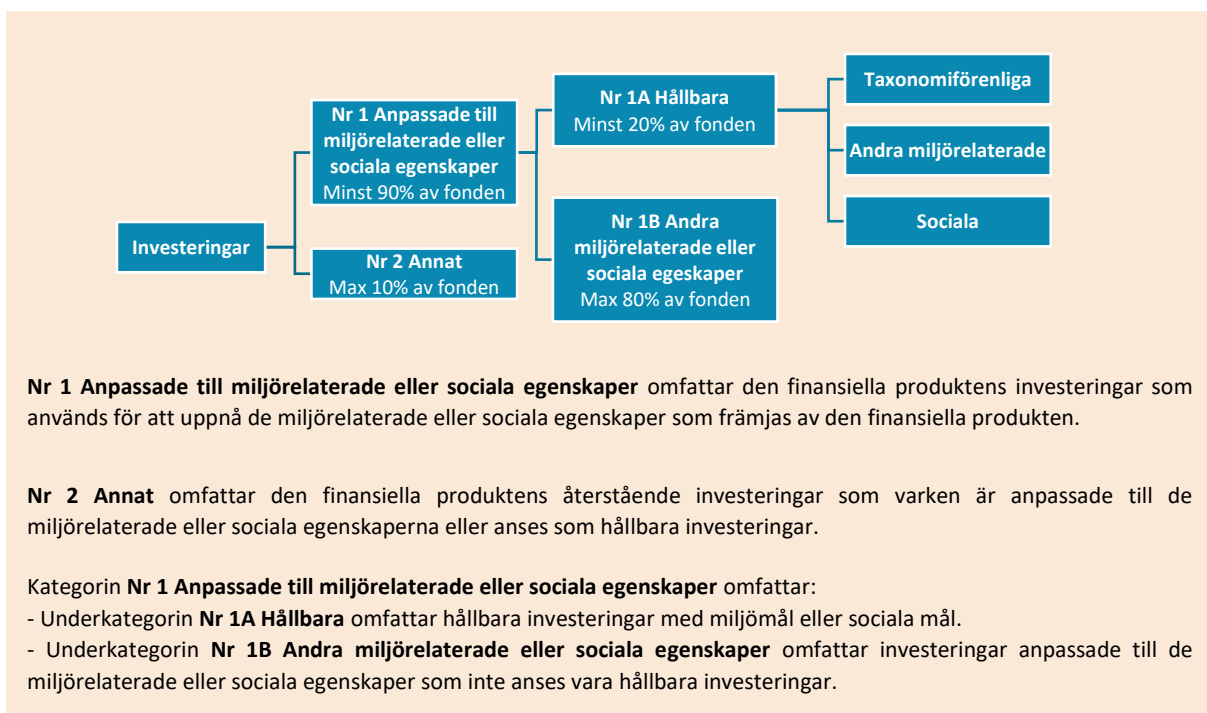 Investeringar
Nr 1 Anpassade till
miljörelaterade eller
sociala egenskaper
Minst 90% av fonden
Nr 2 Annat
Max 10% av fonden
Nr 1A Hållbara
Minst 20% av fonden
Nr 1B Andra
miljörelaterade eller
sociala egeskaper
Max 80% av fonden
Taxonomiförenliga
Andra miljörelaterade
Sociala
Nr 1 Anpassade till miljörelaterade eller sociala egenskaper omfattar den finansiella produktens investeringar som
används för att uppnå de miljörelaterade eller sociala egenskaper som främjas av den finansiella produkten.
Nr 2 Annat omfattar den finansiella produktens återstående investeringar som varken är anpassade till de
miljörelaterade eller sociala egenskaperna eller anses som hållbara investeringar.
Kategorin Nr 1 Anpassade till miljörelaterade eller sociala egenskaper omfattar:
- Underkategorin Nr 1A Hållbara omfattar hållbara investeringar med miljömål eller sociala mål.
- Underkategorin Nr 1B Andra miljörelaterade eller sociala egenskaper omfattar investeringar anpassade till de
miljörelaterade eller sociala egenskaper som inte anses vara hållbara investeringar.